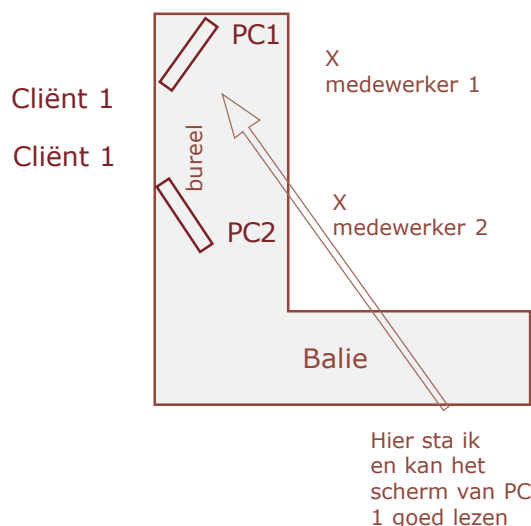 PC1
X
medewerker 1
Cliënt 1
Cliënt 1
bureel
X
medewerker 2
PC2
Balie
Hier sta ik
en kan het
scherm van PC
1 goed lezen